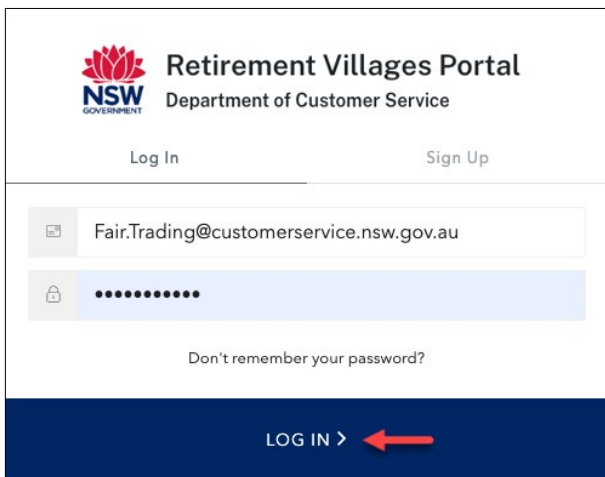 Retirement Villages Portal
NSW
GOVERNMENT
Department of Customer Service
Log In
Sign Up
Fair.Trading@customerservice.nsw.gov.au
•••••••••••
Don't remember your password?
LOG IN >